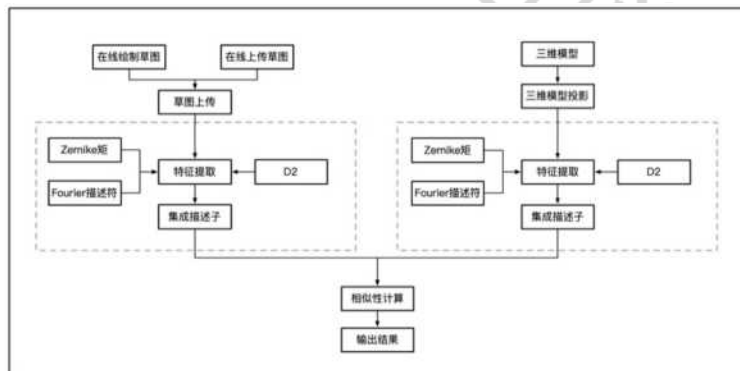 在线绘制草图
在线上传草图
三维模型
草图上传
三维模型投影
Zernike矩
特征提取
D2
Fourier描述符
集成描述子
Zernike矩
特征提取
D2
Fourier描述符
集成描述子
相似性计算
输出结果